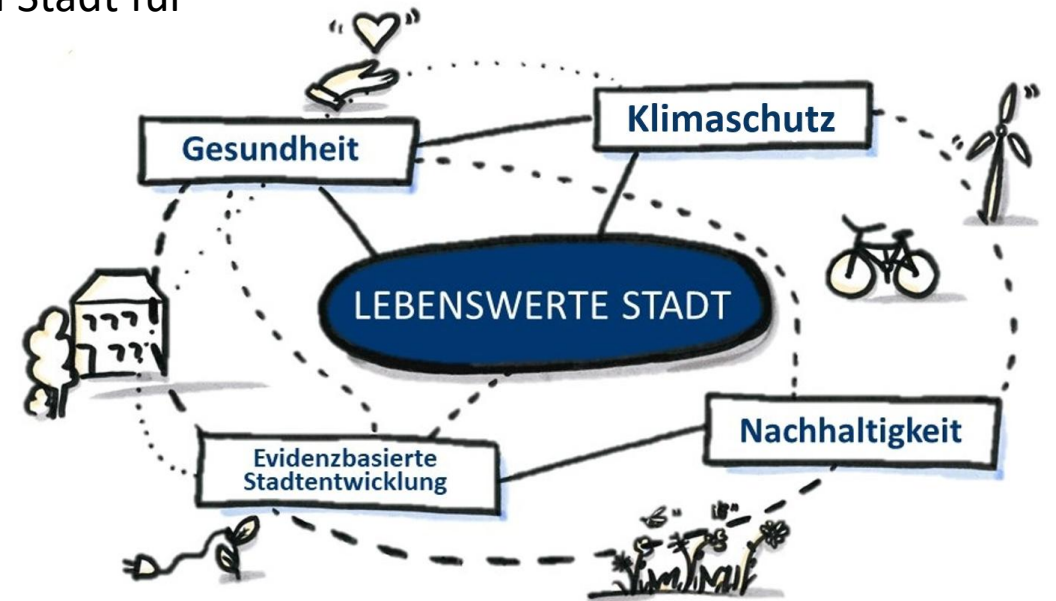 Stadt für
Gesundheit
Klimaschutz
LEBENSWERTE STADT
Evidenzbasierte
Stadtentwicklung
Nachhaltigkeit